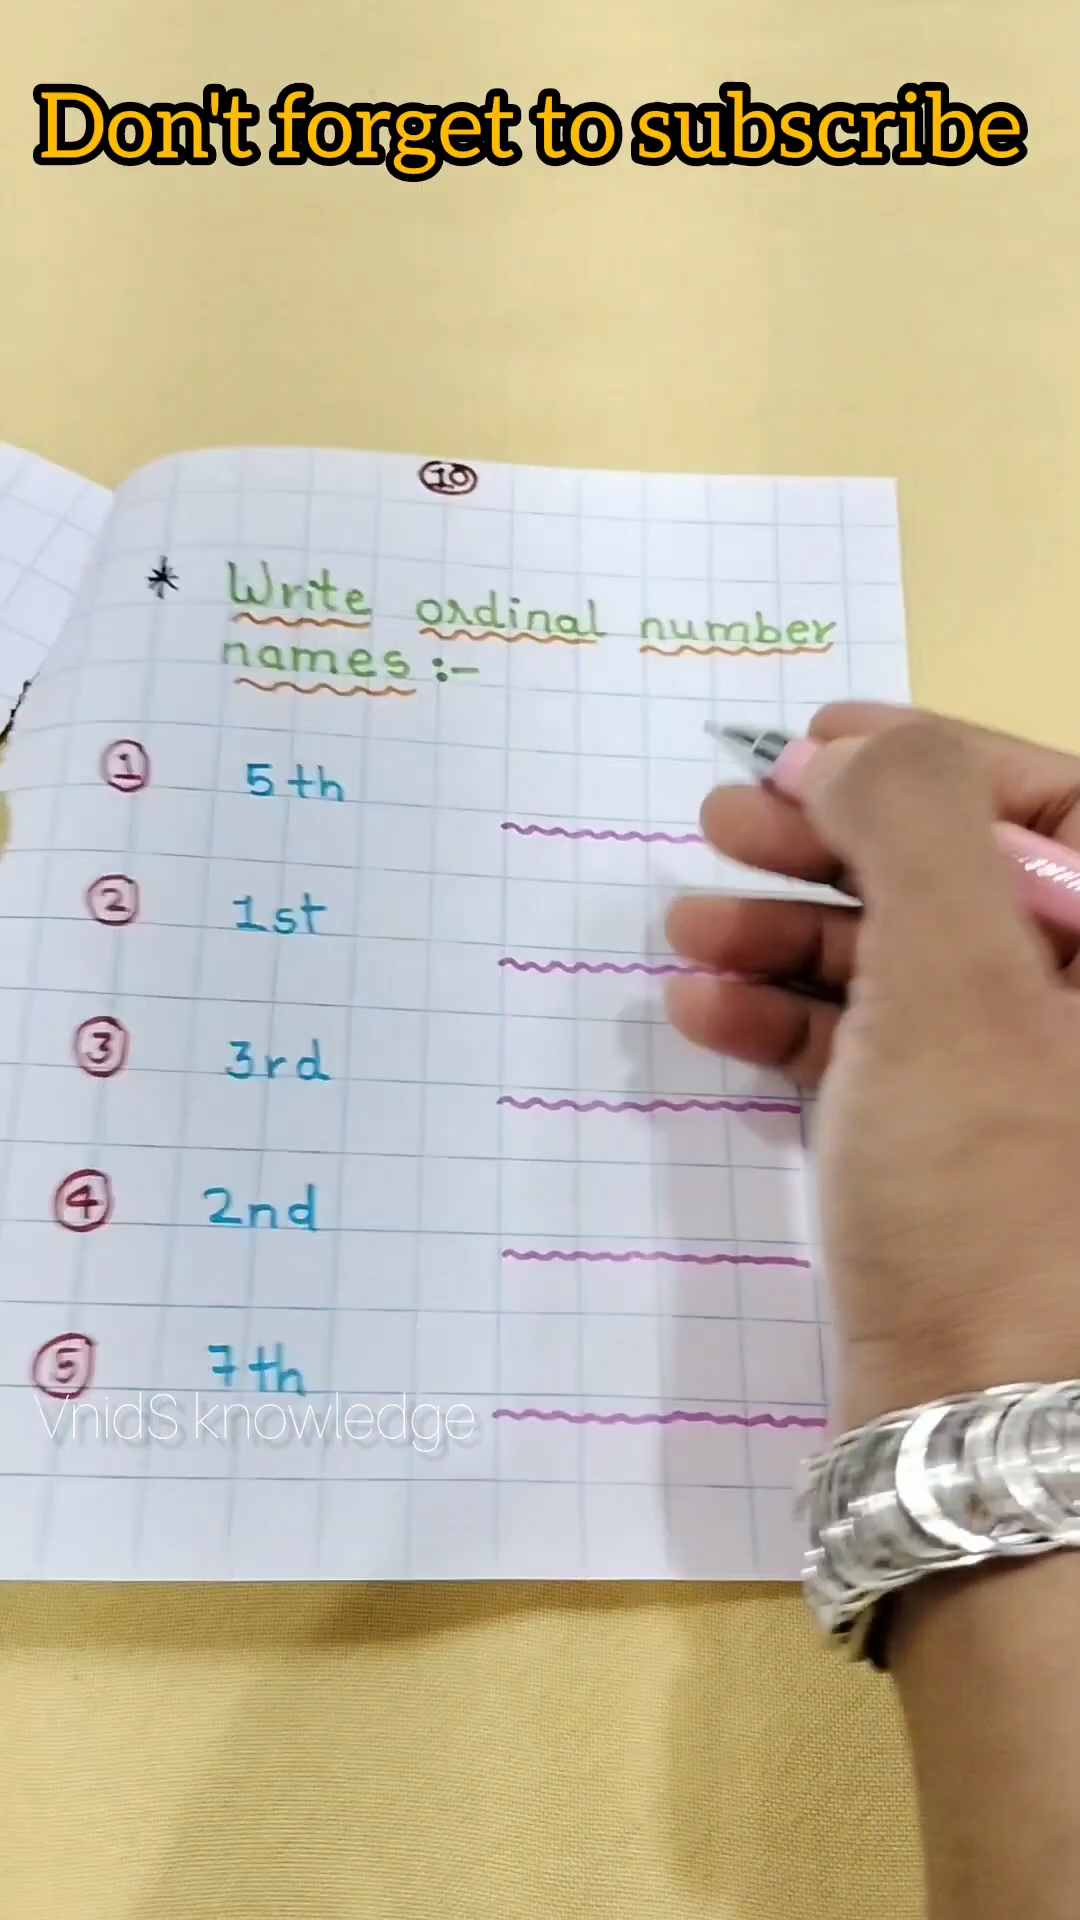 Don't forget to subscribe
10
* Write ordinal number
names :-
1 5th
2 1st
3 3rd
4 2nd
5 7th
VnidS knowledge